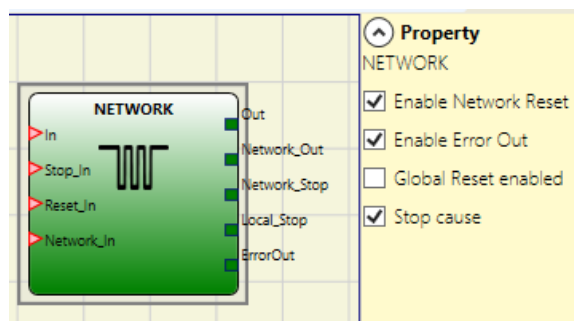 NETWORK
In
Stop_In
Reset_In
Network_In
Out
Network_Out
Network_Stop
Local_Stop
ErrorOut
Property
NETWORK
Enable Network Reset
Enable Error Out
Global Reset enabled
Stop cause